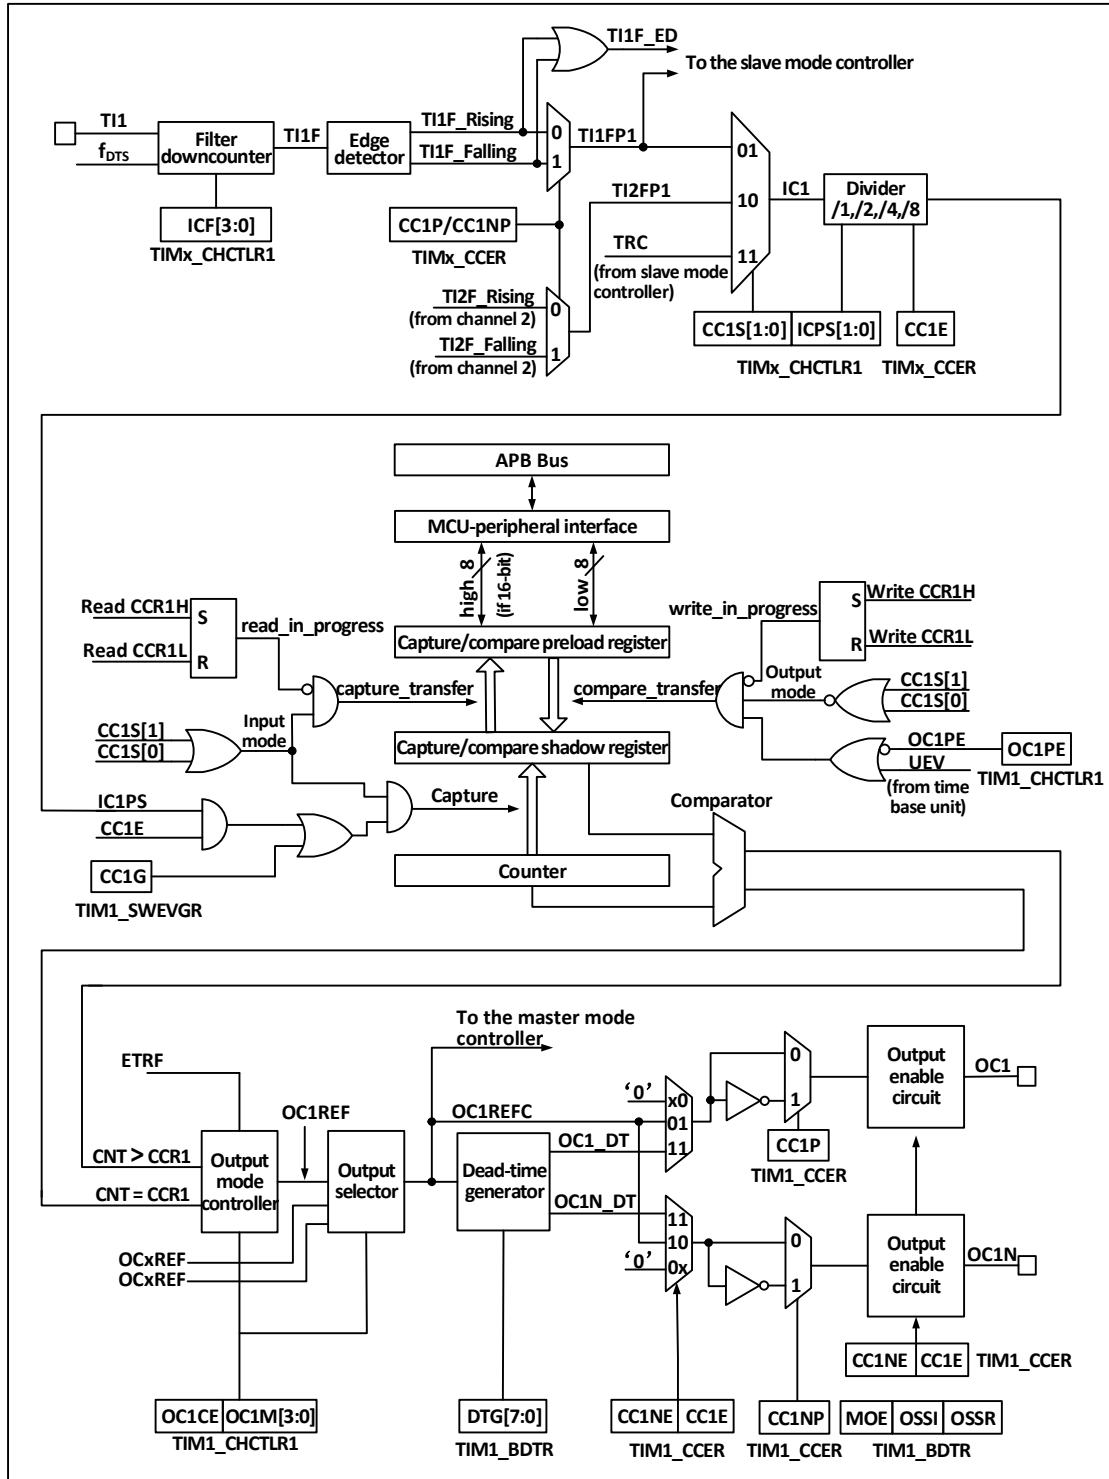 TI1F_ED
To the slave mode controller
TI1
fDTS
Filter
downcounter
TI1F
Edge
detector
TI1F_Rising
TI1F_Falling
0
1
TI1FP1
TI2FP1
TRC
(from slave mode
controller)
01
10
11
IC1
Divider
/1,/2,/4,/8
ICF[3:0]
TIMx_CHCTLR1
CC1P/CC1NP
TIMx_CCER
TI2F_Rising
(from channel 2)
TI2F_Falling
(from channel 2)
0
1
CC1S[1:0] ICPS[1:0]
TIMx_CHCTLR1
CC1E
TIMx_CCER
APB Bus
MCU-peripheral interface
high 8
(if 16-bit)
low 8
Read CCR1H
Read CCR1L
S
R
read_in_progress
Capture/compare preload register
write_in_progress
S
R
Write CCR1H
Write CCR1L
capture_transfer
compare_transfer
Output
mode
CC1S[1]
CC1S[0]
CC1S[1]
CC1S[0]
Input
mode
Capture/compare shadow register
OC1PE
UEV
(from time
base unit)
OC1PE
TIM1_CHCTLR1
IC1PS
CC1E
CC1G
TIM1_SWEVGR
Capture
Counter
Comparator
To the master mode
controller
ETRF
OC1REF
CNT > CCR1
CNT = CCR1
Output
mode
controller
Output
selector
OCxREF
OCxREF
OC1REFC
Dead-time
generator
OC1_DT
OC1N_DT
‘0’
x0
01
11
11
10
0x
‘0’
0
1
CC1P
TIM1_CCER
0
1
Output
enable
circuit
OC1
Output
enable
circuit
OC1N
CC1NE CC1E TIM1_CCER
OC1CE OC1M[3:0]
TIM1_CHCTLR1
DTG[7:0]
TIM1_BDTR
CC1NE CC1E
TIM1_CCER
CC1NP
TIM1_CCER
MOE OSSI OSSR
TIM1_BDTR